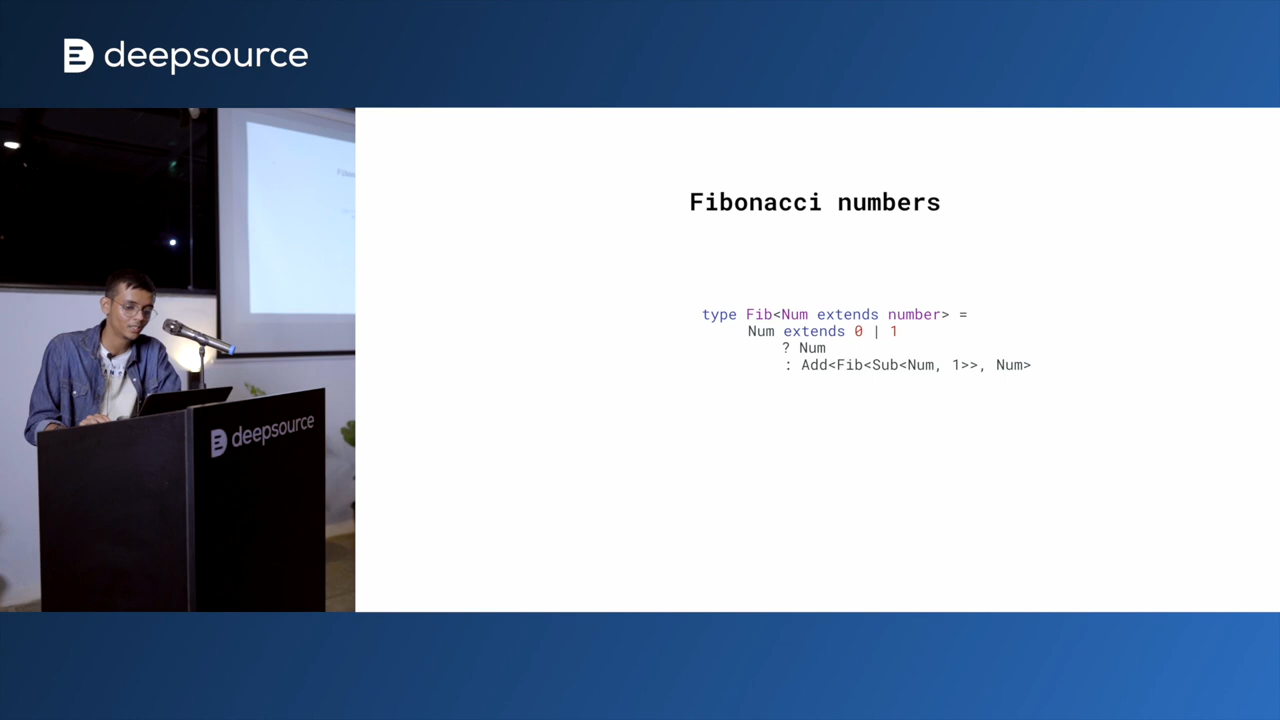 deepsource
Fibonacci numbers
type Fib<Num extends number> =
Num extends 0 | 1
? Num
: Add<Fib<Sub<Num, 1>>, Num>
deepsource